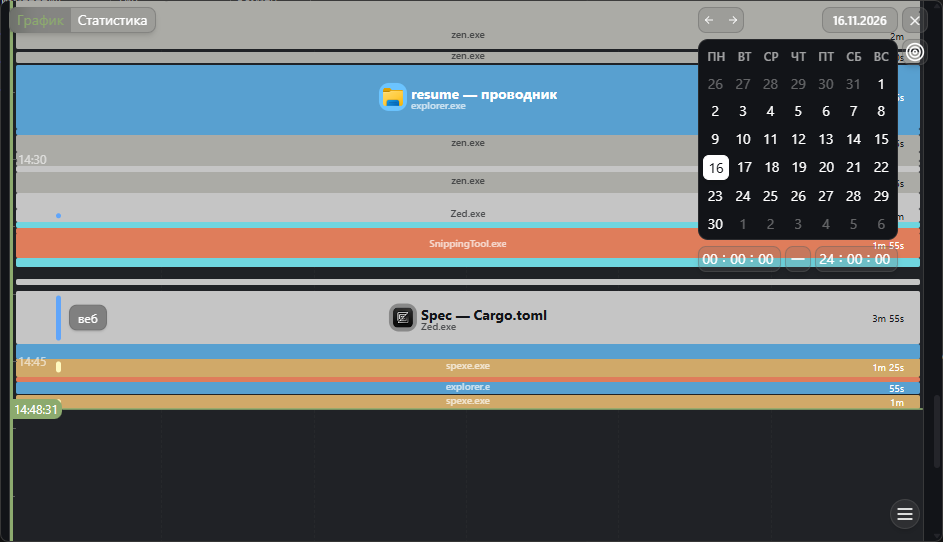 График Статистика
← → 16.11.2026 ×
zen.exe 2m
zen.exe
resume — проводник
explorer.exe
ПН ВТ СР ЧТ ПТ СБ ВС
26 27 28 29 30 31 1
2 3 4 5 6 7 8
9 10 11 12 13 14 15
16 17 18 19 20 21 22
23 24 25 26 27 28 29
30 1 2 3 4 5 6
zen.exe
14:30
zen.exe
Zed.exe
SnippingTool.exe 1m 55s
00 : 00 : 00 — 24 : 00 : 00
веб
Spec — Cargo.toml
Zed.exe
3m 55s
14:45
spexe.exe 1m 25s
explorer.e 55s
spexe.exe 1m
14:48:31